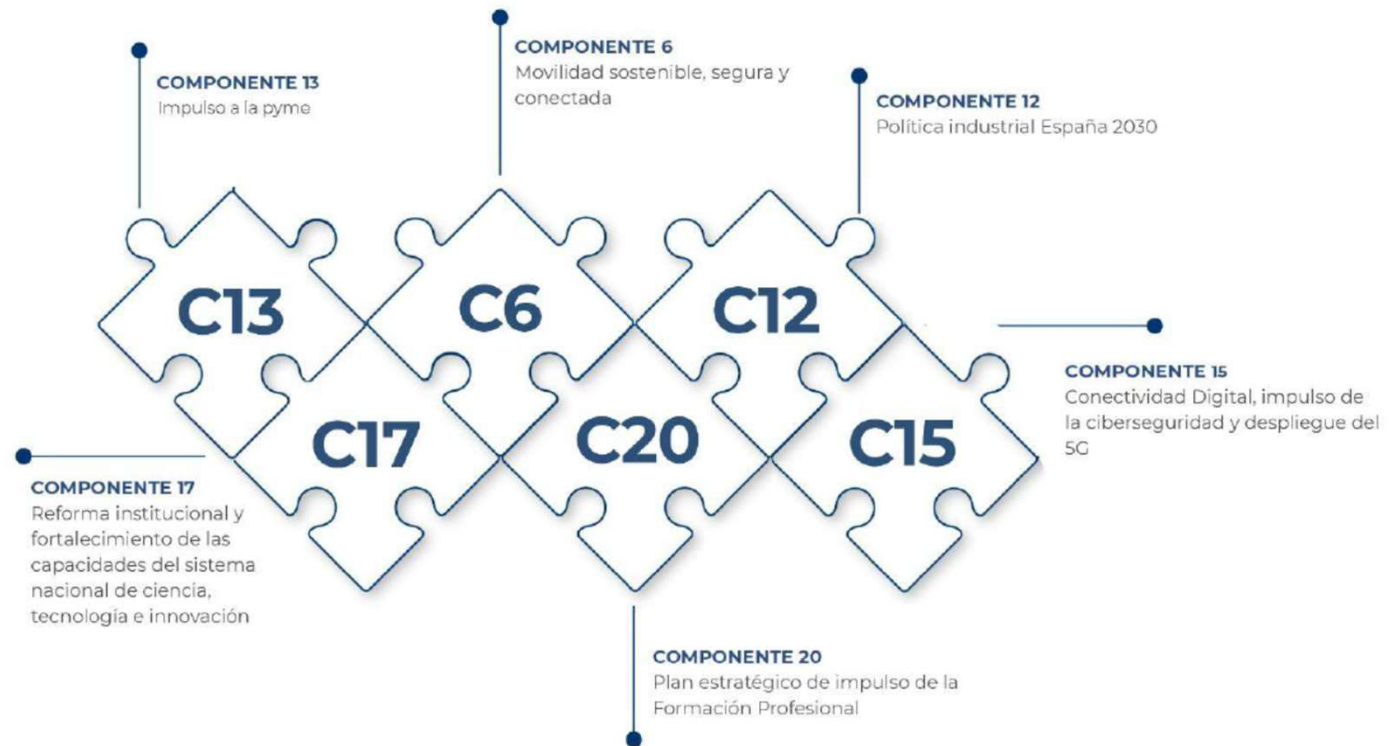 COMPONENTE 13
Impulso a la pyme
COMPONENTE 6
Movilidad sostenible, segura y
conectada
COMPONENTE 12
Política industrial España 2030
C13
C6
C12
C17
C20
C15
COMPONENTE 15
Conectividad Digital, impulso de
la ciberseguridad y despliegue del
5G
COMPONENTE 17
Reforma institucional y
fortalecimiento de las
capacidades del sistema
nacional de ciencia,
tecnología e innovación
COMPONENTE 20
Plan estratégico de impulso de la
Formación Profesional